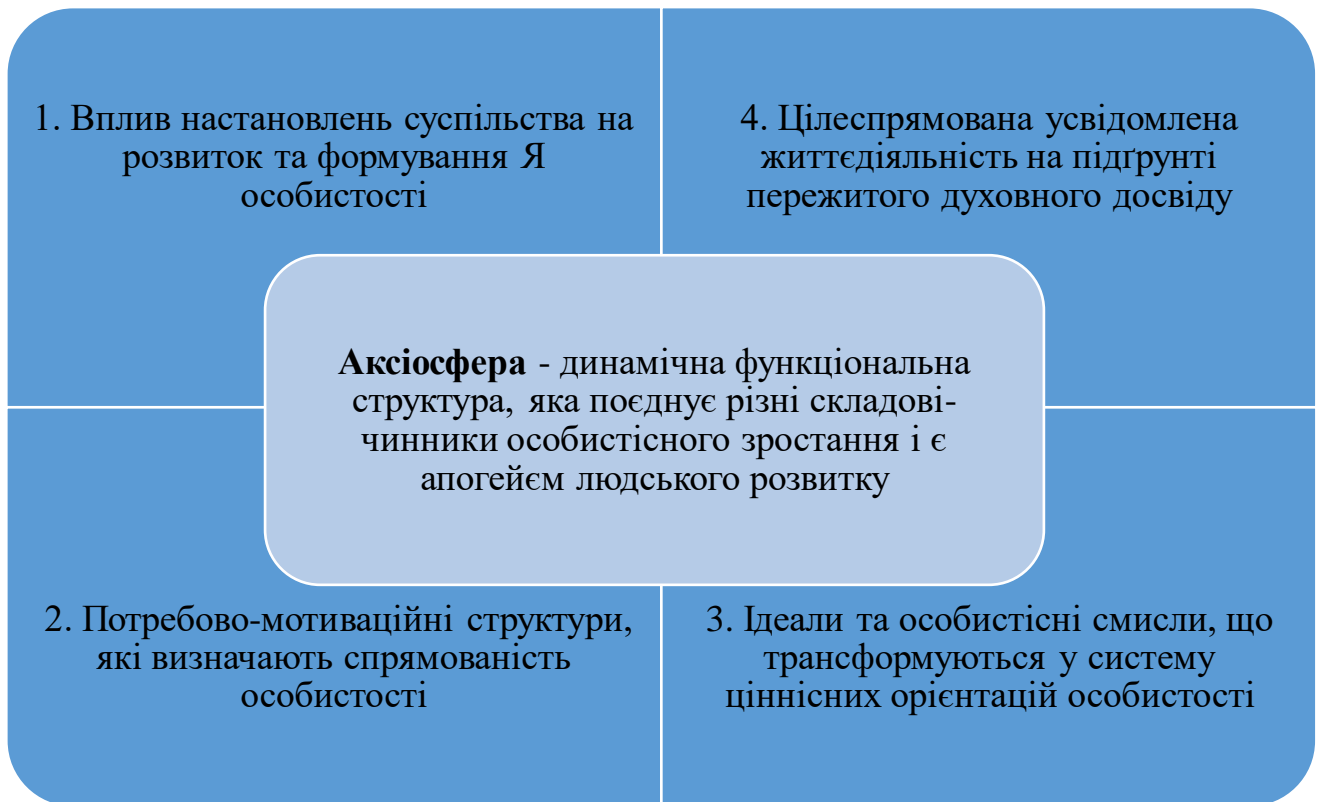 1. Вплив настановлень суспільства на
розвиток та формування Я
особистості
4. Цілеспрямована усвідомлена
життєдіяльність на підґрунті
пережитого духовного досвіду
Аксіосфера - динамічна функціональна
структура, яка поєднує різні складові-
чинники особистісного зростання і є
апогейєм людського розвитку
2. Потребово-мотиваційні структури,
які визначають спрямованість
особистості
3. Ідеали та особистісні смисли, що
трансформуються у систему
ціннісних орієнтацій особистості